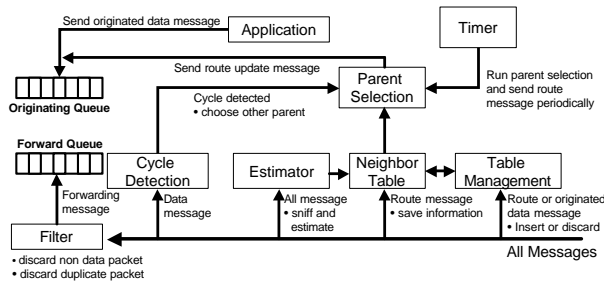 Send originated data message
Application
Timer
Send route update message
Parent
Selection
Run parent selection
and send route
message periodically
Originating Queue
Cycle detected
• choose other parent
Forward Queue
Cycle
Detection
Estimator
Neighbor
Table
Table
Management
Forwarding
message
Data
message
All message
• sniff and
estimate
Route message
• save information
Route or originated
data message
• Insert or discard
Filter
All Messages
• discard non data packet
• discard duplicate packet